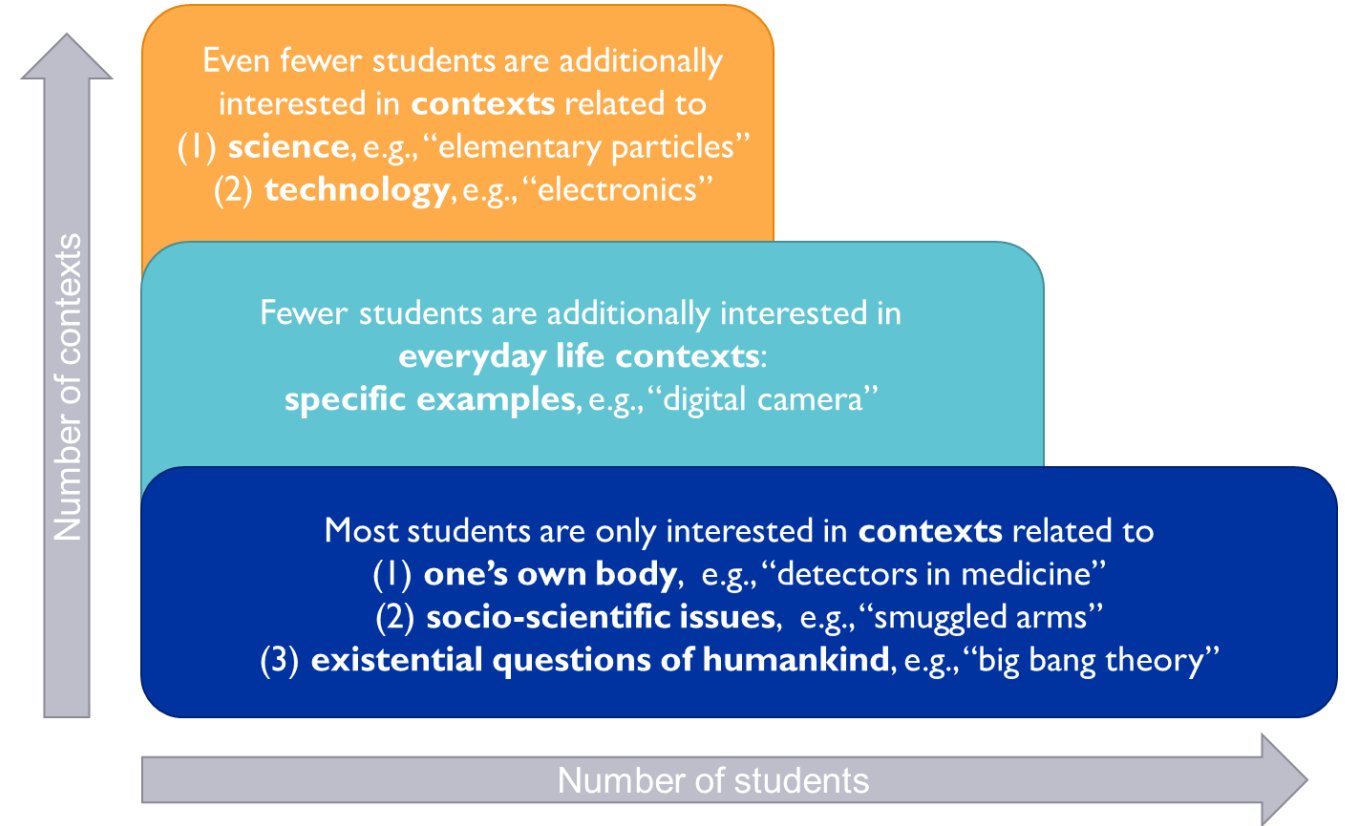 Even fewer students are additionally
interested in contexts related to
(1) science, e.g., “elementary particles”
(2) technology, e.g., “electronics”
Fewer students are additionally interested in
everyday life contexts:
specific examples, e.g., “digital camera”
Most students are only interested in contexts related to
(1) one’s own body, e.g., “detectors in medicine”
(2) socio-scientific issues, e.g., “smuggled arms”
(3) existential questions of humankind, e.g., “big bang theory”
Number of contexts
Number of students